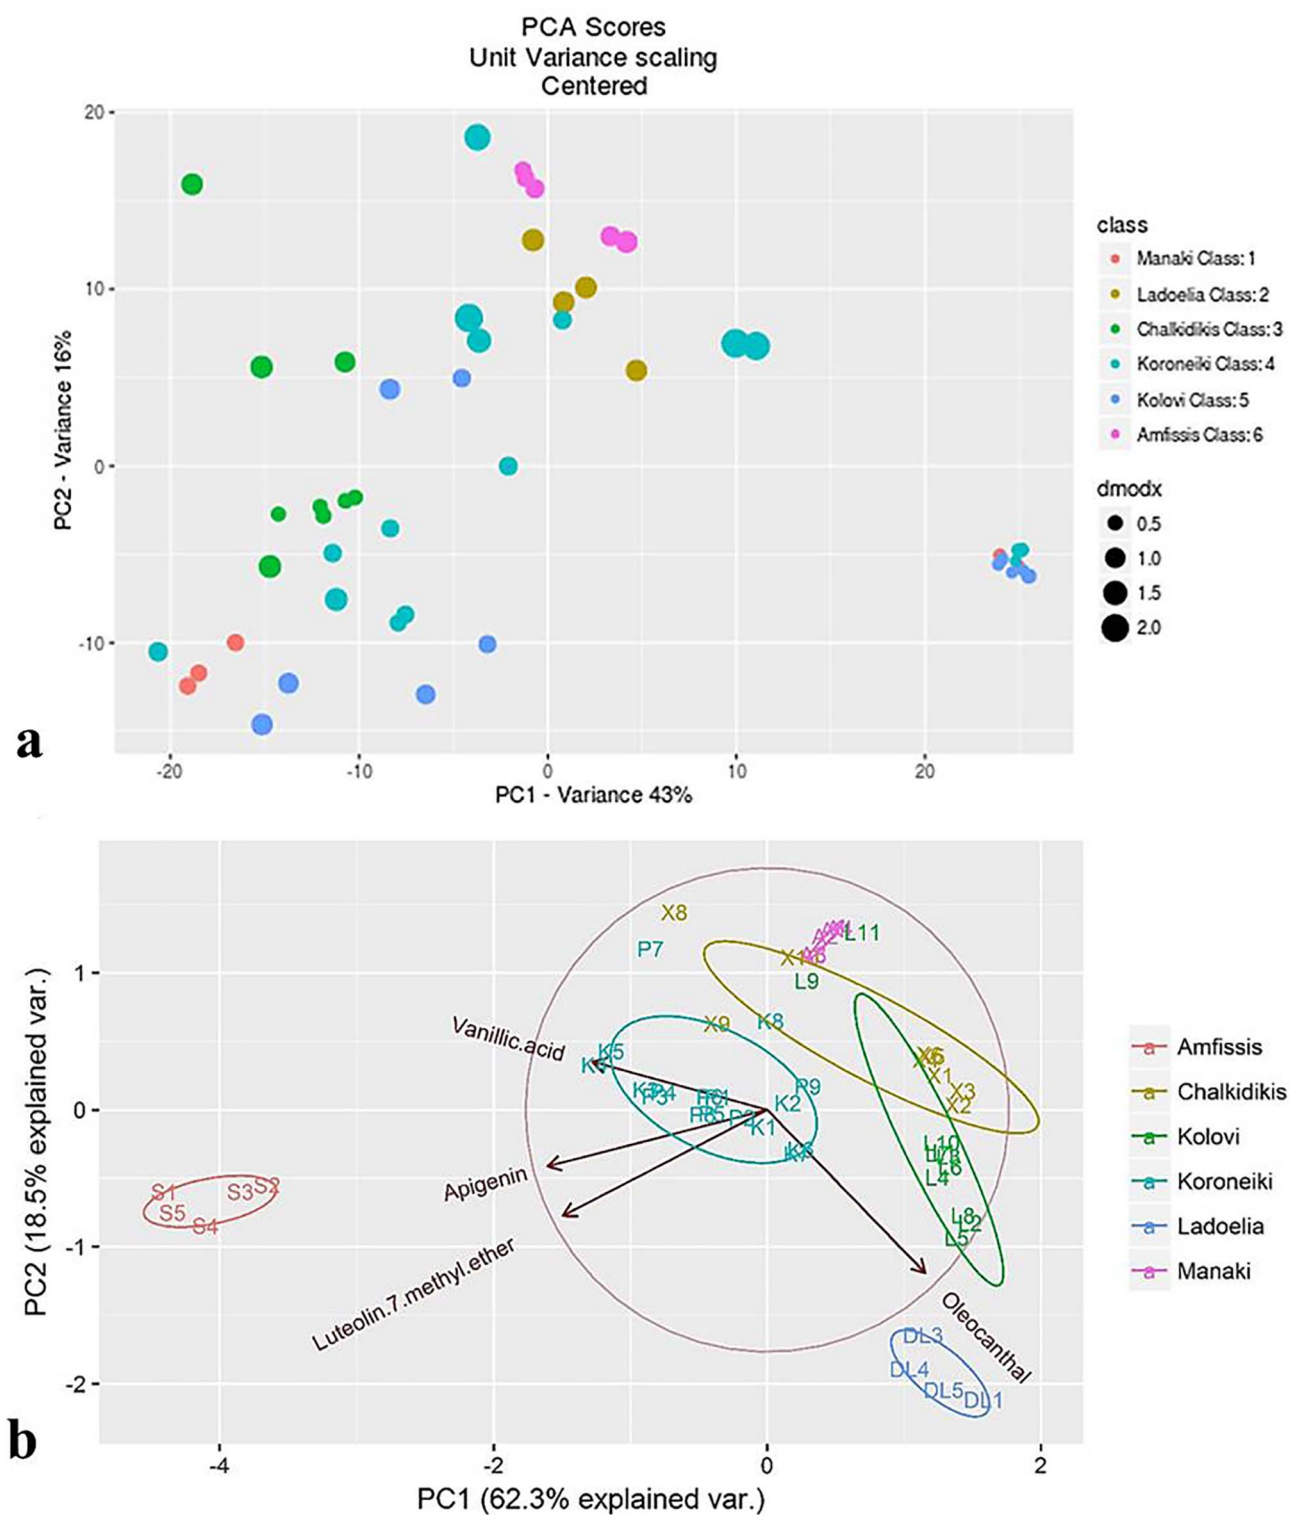 PCA Scores
Unit Variance scaling
Centered
20
10
0
-10
PC2 - Variance 16%
-20
-10
0
10
20
PC1 - Variance 43%
class
Manaki Class: 1
Ladoelia Class: 2
Chalkidikis Class: 3
Koroneiki Class: 4
Kolovi Class: 5
Amfissis Class: 6
dmodx
0.5
1.0
1.5
2.0
a
X8
P7
L11
L9
X9
K8
Vanillic.acid
K5
P9
K2
K1
X1
X3
X2
L10
L6
L4
L8
L2
L5
Apigenin
S1
S3
S2
S5
S4
Luteolin.7.methyl.ether
Oleocanthal
DL3
DL4
DL5
DL1
1
0
-1
-2
PC2 (18.5% explained var.)
-4
-2
0
2
PC1 (62.3% explained var.)
a Amfissis
a Chalkidikis
a Kolovi
a Koroneiki
a Ladoelia
a Manaki
b